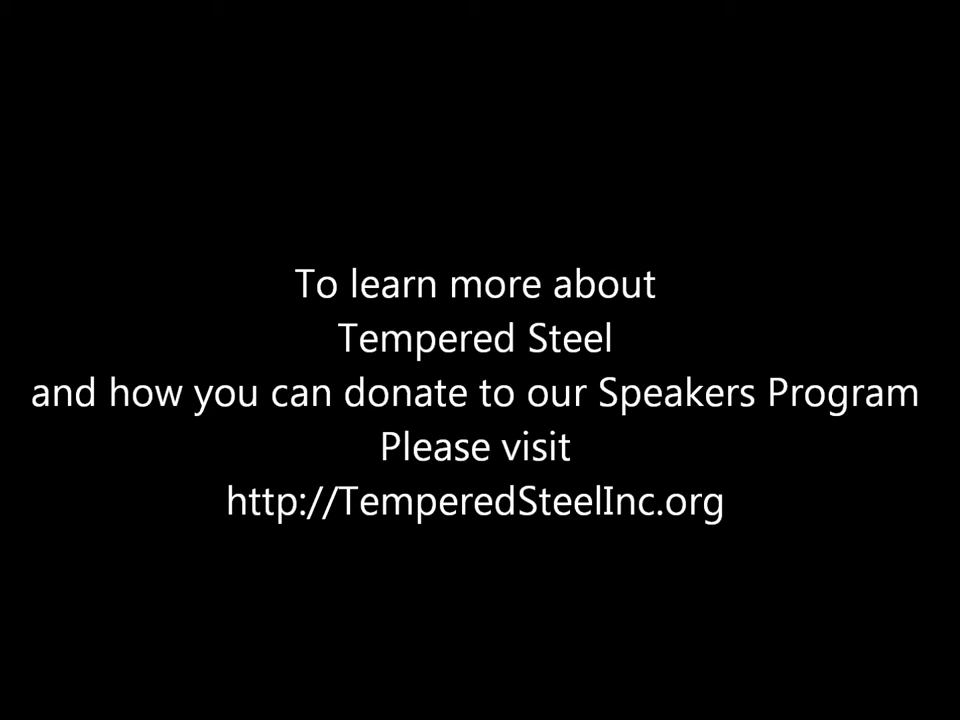 To learn more about
Tempered Steel
and how you can donate to our Speakers Program
Please visit
http://TemperedSteelInc.org